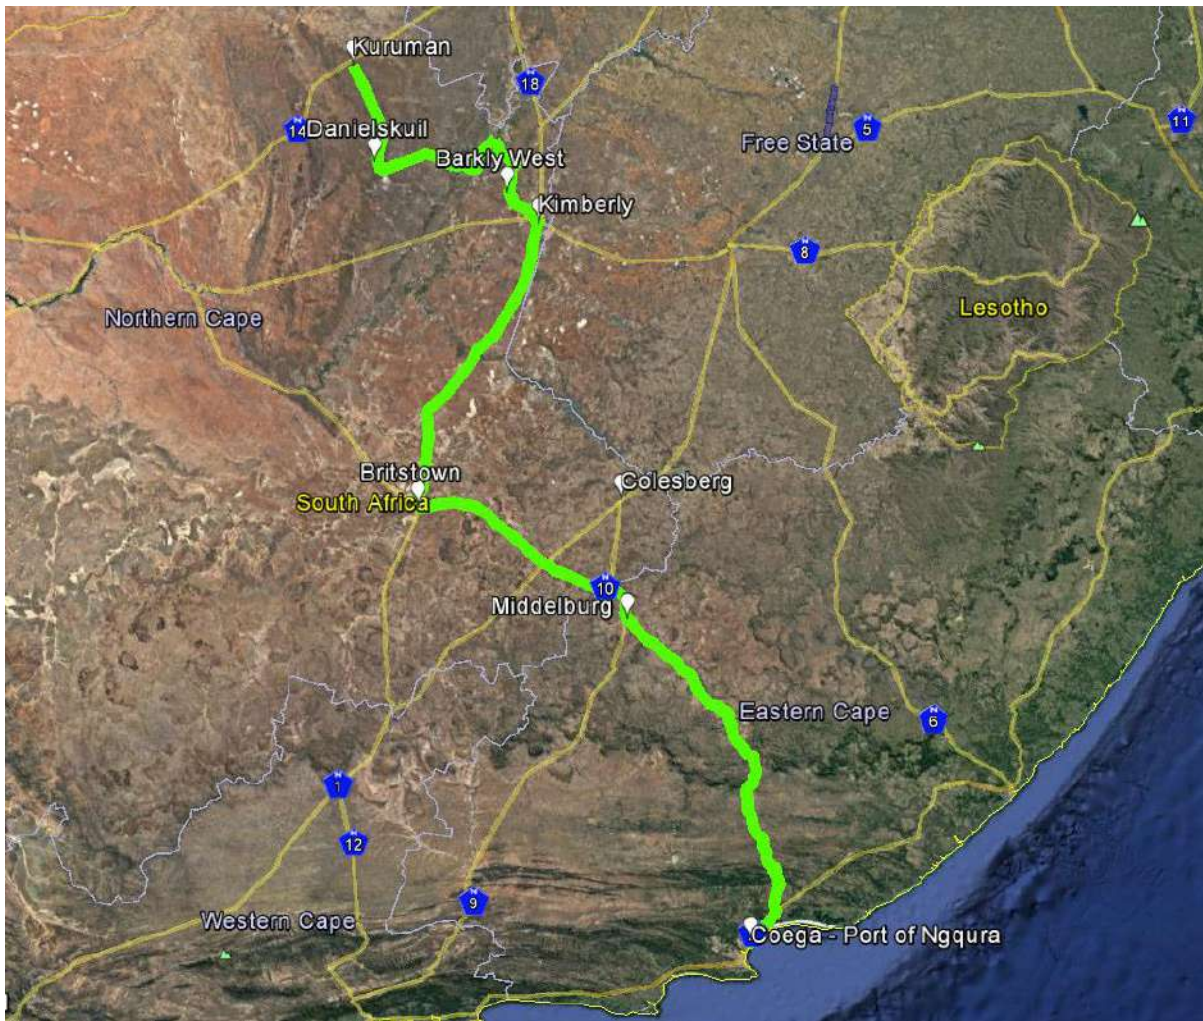 Kuruman
N
18
N
14
Danielskuil
N
11
N
5
Free State
Barkly West
Kimberly
N
8
Northern Cape
Lesotho
Britstown
South Africa
Colesberg
N
10
Middelburg
Eastern Cape
N
6
N
1
N
12
N
9
Western Cape
Coega - Port of Ngqura